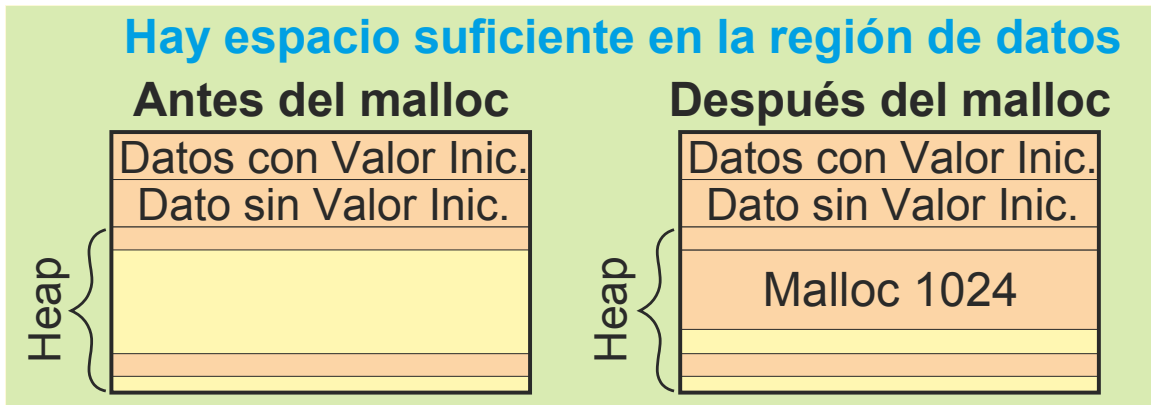 Hay espacio suficiente en la región de datos
Antes del malloc
Después del malloc
Datos con Valor Inic.
Dato sin Valor Inic.
Heap
Datos con Valor Inic.
Dato sin Valor Inic.
Malloc 1024
Heap